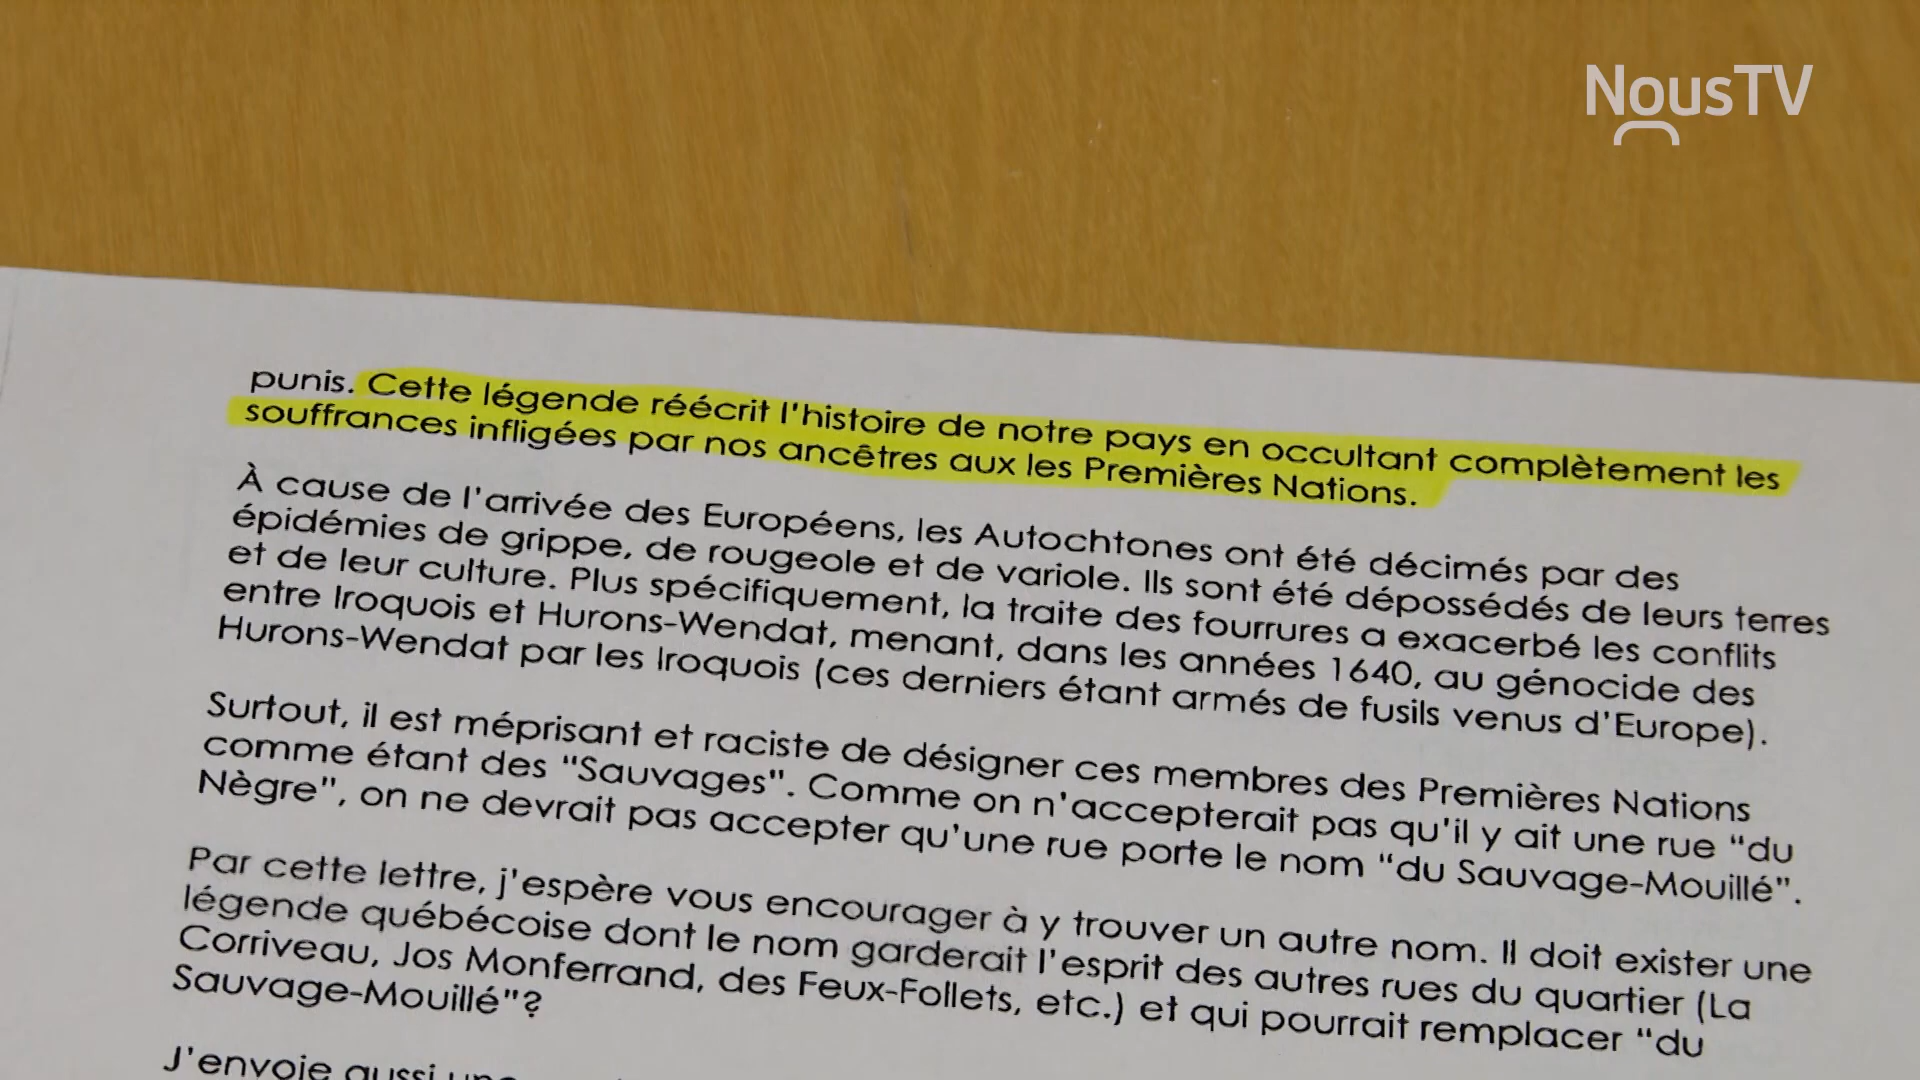 NousTV
punis. Cette légende réécrit l'histoire de notre pays en occultant complètement les
souffrances infligées par nos ancêtres aux les Premières Nations.
À cause de l'arrivée des Européens, les Autochtones ont été décimés par des
épidémies de grippe, de rougeole et de variole. Ils sont été dépossédés de leurs terres
et de leur culture. Plus spécifiquement, la traite des fourrures a exacerbé les conflits
entre Iroquois et Hurons-Wendat, menant, dans les années 1640, au génocide des
Hurons-Wendat par les Iroquois (ces derniers étant armés de fusils venus d'Europe).
Surtout, il est méprisant et raciste de désigner ces membres des Premières Nations
comme étant des "Sauvages". Comme on n'accepterait pas qu'il y ait une rue "du
Nègre", on ne devrait pas accepter qu'une rue porte le nom "du Sauvage-Mouillé".
Par cette lettre, j'espère vous encourager à y trouver un autre nom. Il doit exister une
légende québécoise dont le nom garderait l'esprit des autres rues du quartier (La
Corriveau, Jos Monferrand, des Feux-Follets, etc.) et qui pourrait remplacer "du
Sauvage-Mouillé"?
J'envoie aussi une